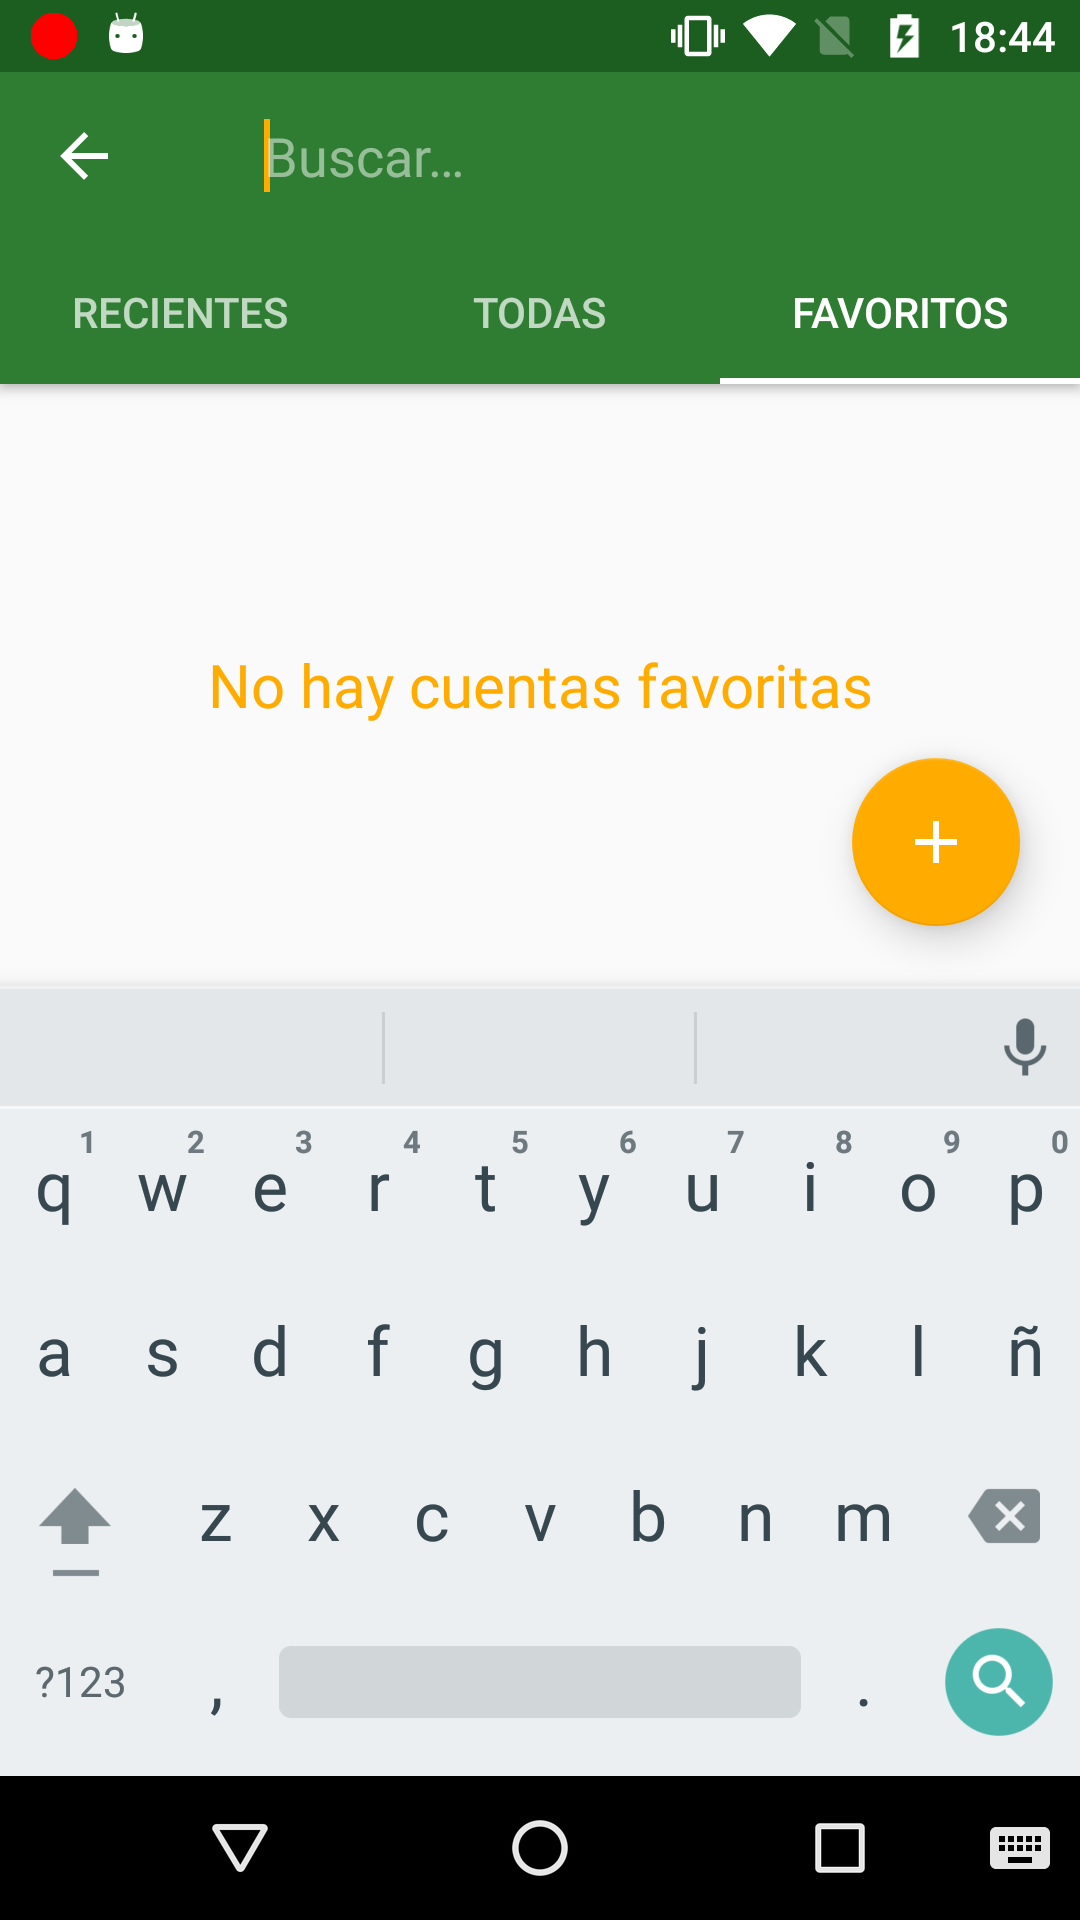 18:44
Buscar...
RECIENTES TODAS FAVORITOS
No hay cuentas favoritas
1 2 3 4 5 6 7 8 9 0
q w e r t y u i o p
a s d f g h j k l ñ
z x c v b n m
?123 , .